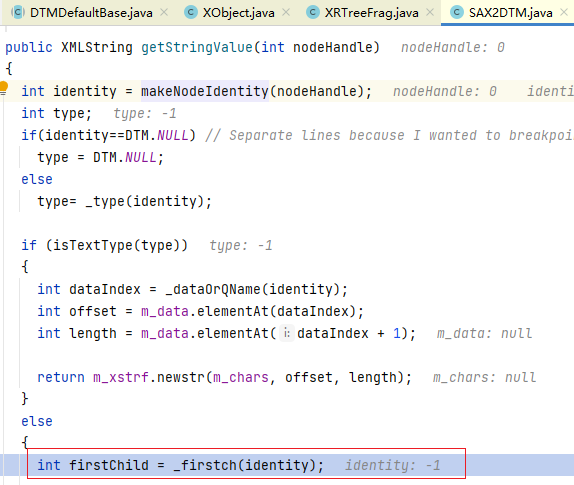 DTMDefaultBase.java × XObject.java × XRTreeFrag.java × SAX2DTM.java ×
public XMLString getStringValue(int nodeHandle) nodeHandle: 0
{
int identity = makeNodeIdentity(nodeHandle); nodeHandle: 0 identi
int type; type: -1
if(identity==DTM.NULL) // Separate lines because I wanted to breakpoi
type = DTM.NULL;
else
type= _type(identity);
if (isTextType(type)) type: -1
{
int dataIndex = _dataOrQName(identity);
int offset = m_data.elementAt(dataIndex);
int length = m_data.elementAt( i: dataIndex + 1); m_data: null
return m_xstrf.newstr(m_chars, offset, length); m_chars: null
}
else
{
int firstChild = _firstch(identity); identity: -1